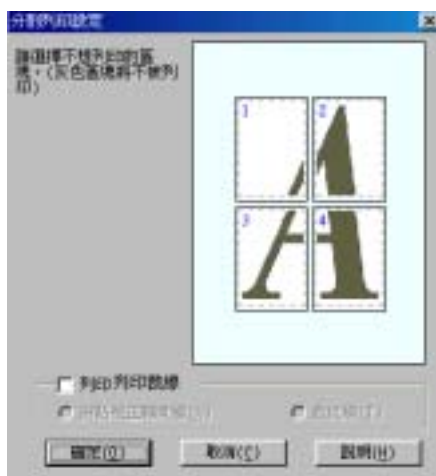 分割列印設定
請選擇不想列印的區
塊。(灰色區塊將不被列
印)
1
2
3
4
A
列印列印裁線
確定(O)
取消(C)
說明(H)